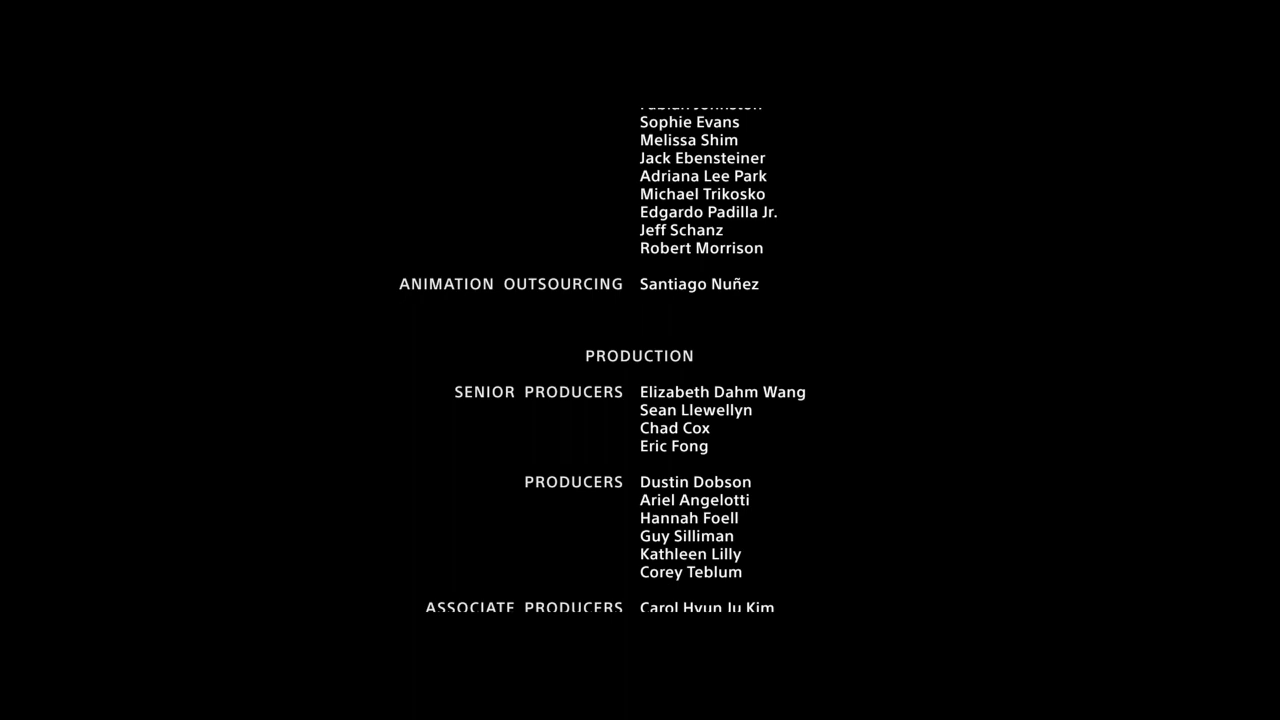 Sophie Evans
Melissa Shim
Jack Ebensteiner
Adriana Lee Park
Michael Trikosko
Edgardo Padilla Jr.
Jeff Schanz
Robert Morrison
ANIMATION OUTSOURCING Santiago Nuñez
PRODUCTION
SENIOR PRODUCERS Elizabeth Dahm Wang
Sean Llewellyn
Chad Cox
Eric Fong
PRODUCERS Dustin Dobson
Ariel Angelotti
Hannah Foell
Guy Silliman
Kathleen Lilly
Corey Teblum
ASSOCIATE PRODUCERS Carol Hyun Ju Kim